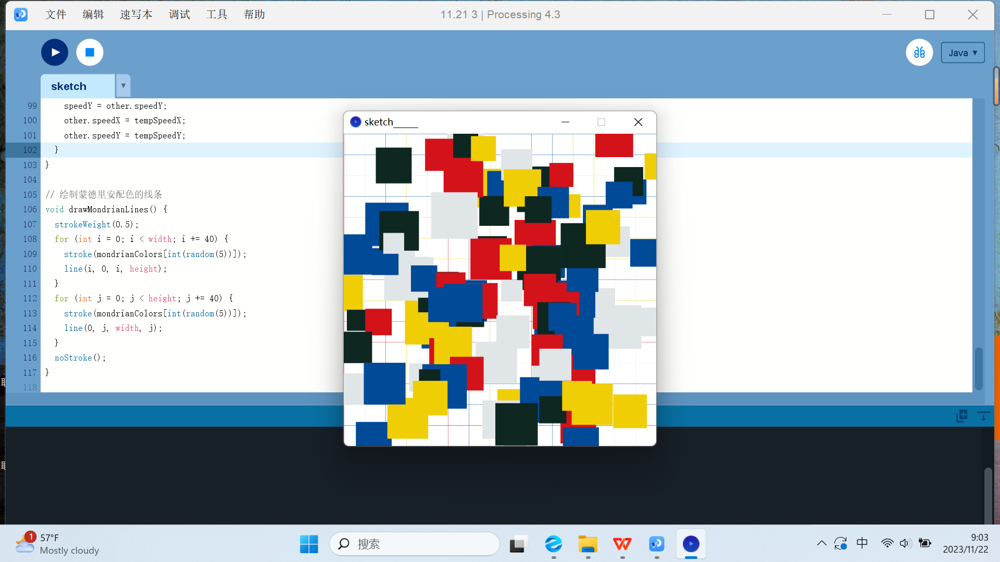 文件 编辑 速写本 调试 工具 帮助
11.21 3 | Processing 4.3
Java ▼
sketch ▼
99 speedY = other.speedY;
100 other.speedX = tempSpeedX;
101 other.speedY = tempSpeedY;
102 }
103 }
104
105 // 绘制蒙德里安配色的线条
106 void drawMondrianLines() {
107 strokeWeight(0.5);
108 for (int i = 0; i < width; i += 40) {
109 stroke(mondrianColors[int(random(5))]);
110 line(i, 0, i, height);
111 }
112 for (int j = 0; j < height; j += 40) {
113 stroke(mondrianColors[int(random(5))]);
114 line(0, j, width, j);
115 }
116 noStroke();
117 }
118
sketch____
1
57°F
Mostly cloudy
搜索
中
9:03
2023/11/22